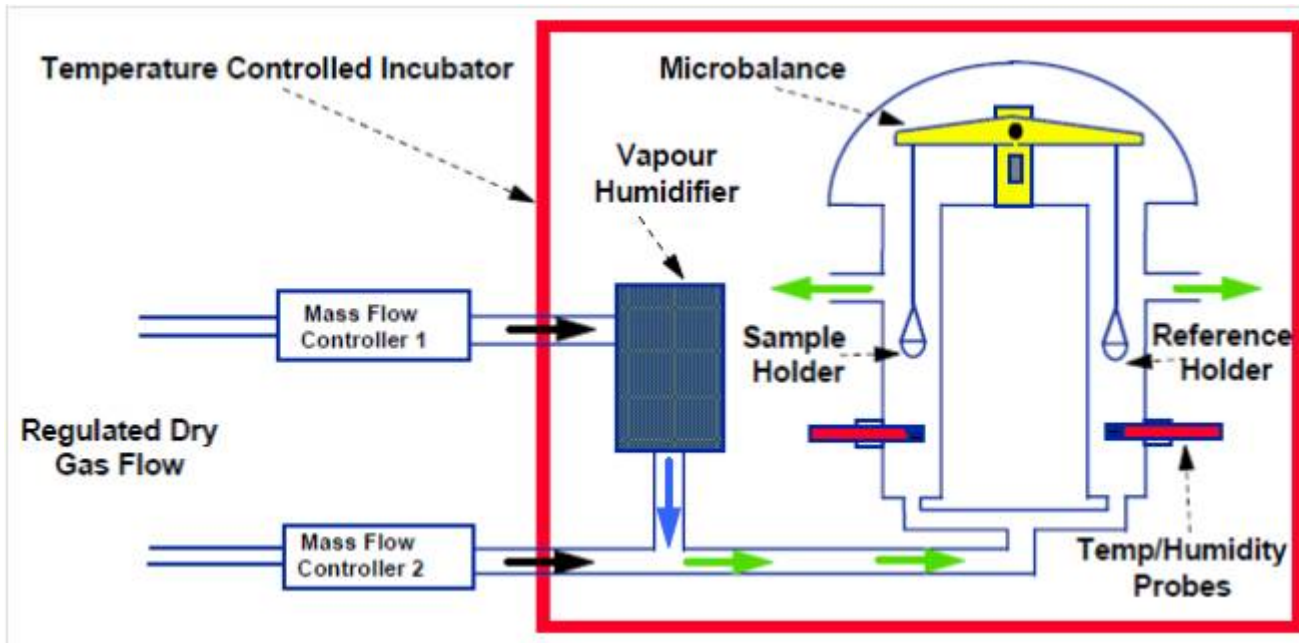 Temperature Controlled Incubator
Microbalance
Vapour
Humidifier
Mass Flow
Controller 1
Sample
Holder
Reference
Holder
Regulated Dry
Gas Flow
Mass Flow
Controller 2
Temp/Humidity
Probes